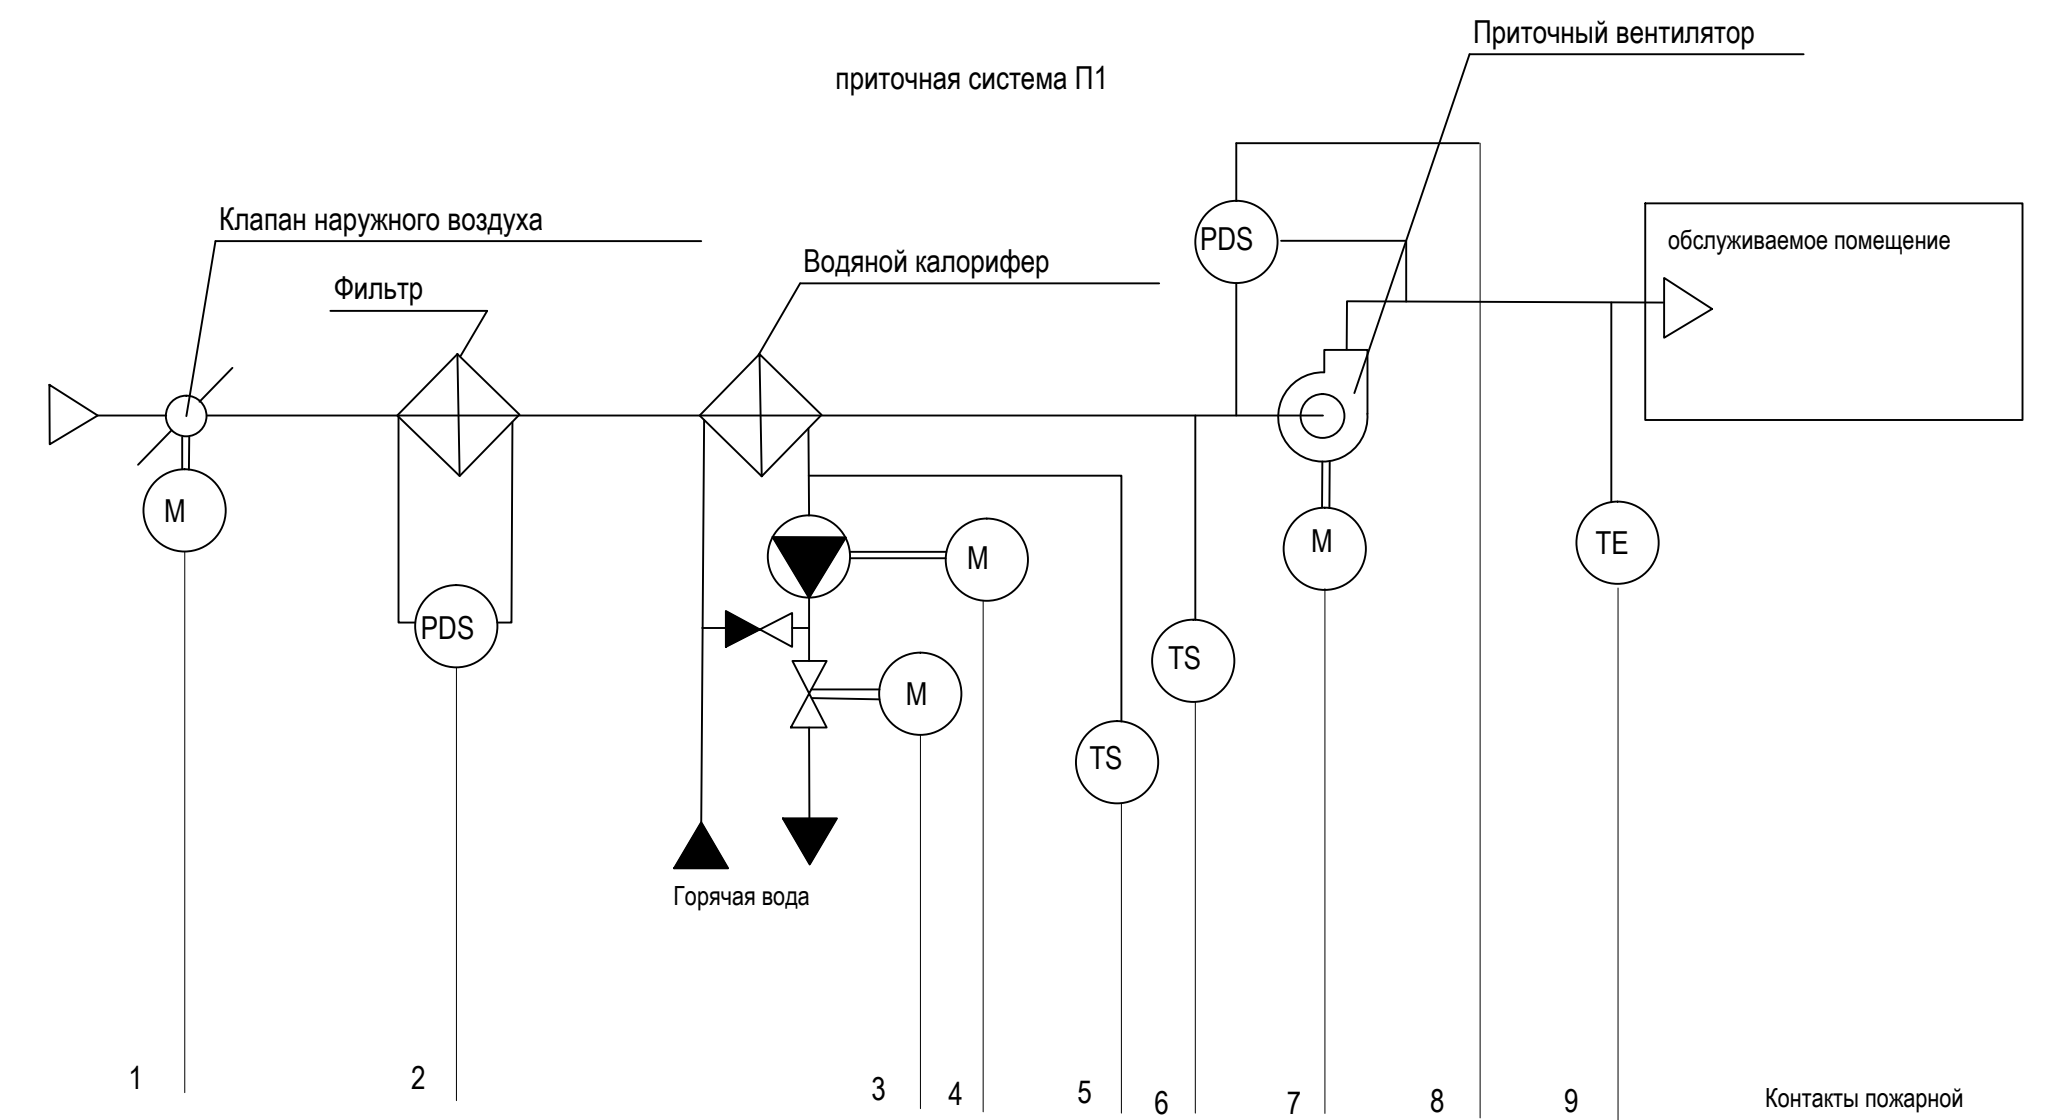 Приточный вентилятор
приточная система П1
Клапан наружного воздуха
PDS
обслуживаемое помещение
Водяной калорифер
Фильтр
M
M
TE
M
PDS
TS
M
TS
Горячая вода
1
2
3
4
5
6
7
8
9
Контакты пожарной